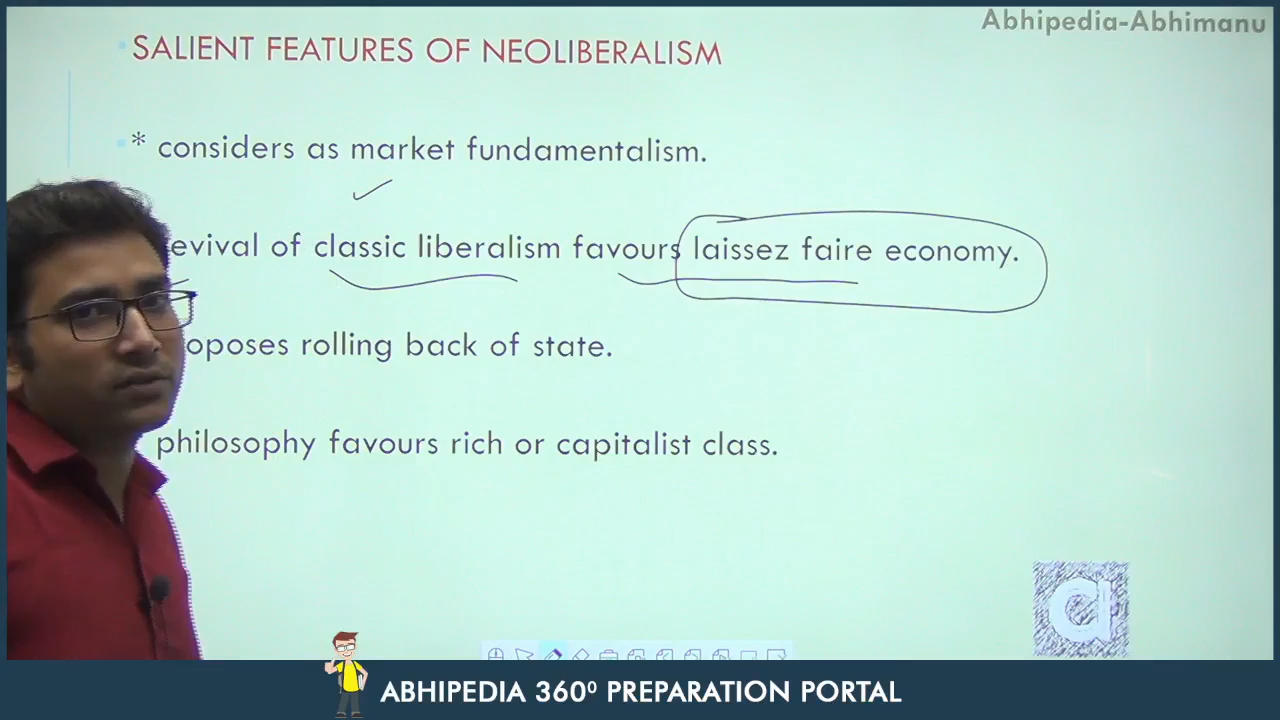 Abhipedia-Abhimanu
SALIENT FEATURES OF NEOLIBERALISM
* considers as market fundamentalism.
evival of classic liberalism favours laissez faire economy.
oposes rolling back of state.
philosophy favours rich or capitalist class.
a
ABHIPEDIA 360⁰ PREPARATION PORTAL